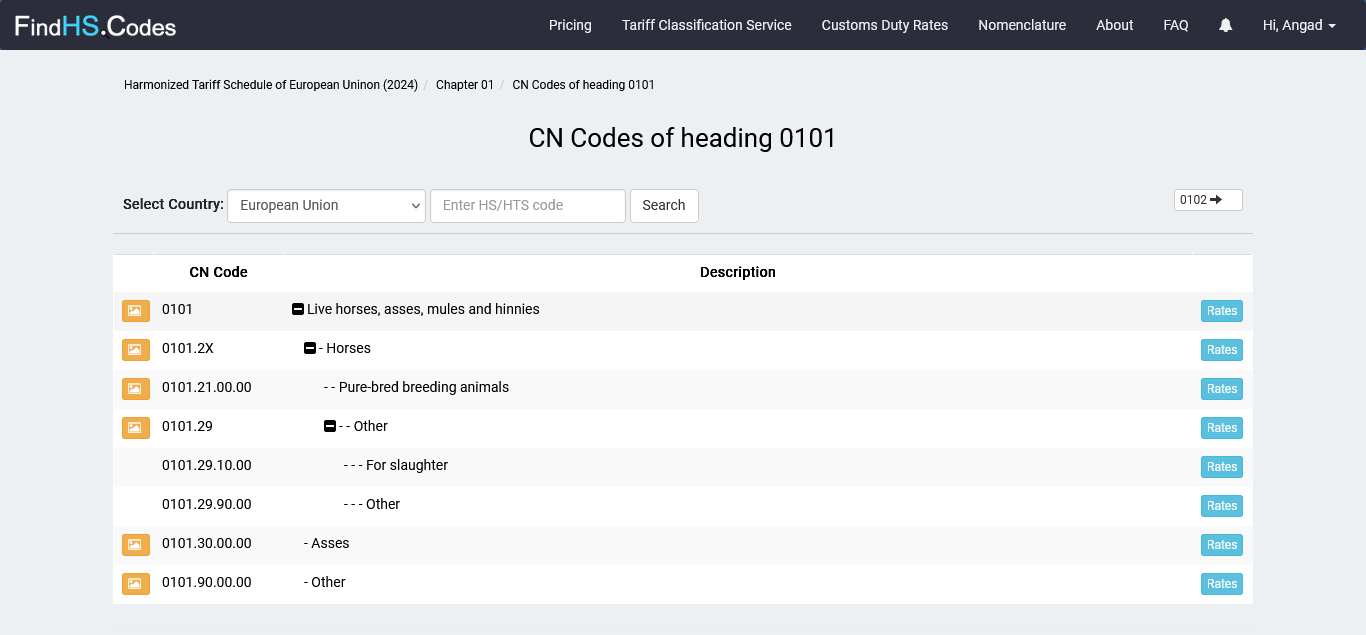 FindHS.Codes Pricing Tariff Classification Service Customs Duty Rates Nomenclature About FAQ Hi, Angad
Harmonized Tariff Schedule of European Uninon (2024) / Chapter 01 / CN Codes of heading 0101
CN Codes of heading 0101
Select Country: European Union Enter HS/HTS code Search 0102
CN Code Description
0101 Live horses, asses, mules and hinnies Rates
0101.2X - Horses Rates
0101.21.00.00 - - Pure-bred breeding animals Rates
0101.29 - - Other Rates
0101.29.10.00 - - - For slaughter Rates
0101.29.90.00 - - - Other Rates
0101.30.00.00 - Asses Rates
0101.90.00.00 - Other Rates